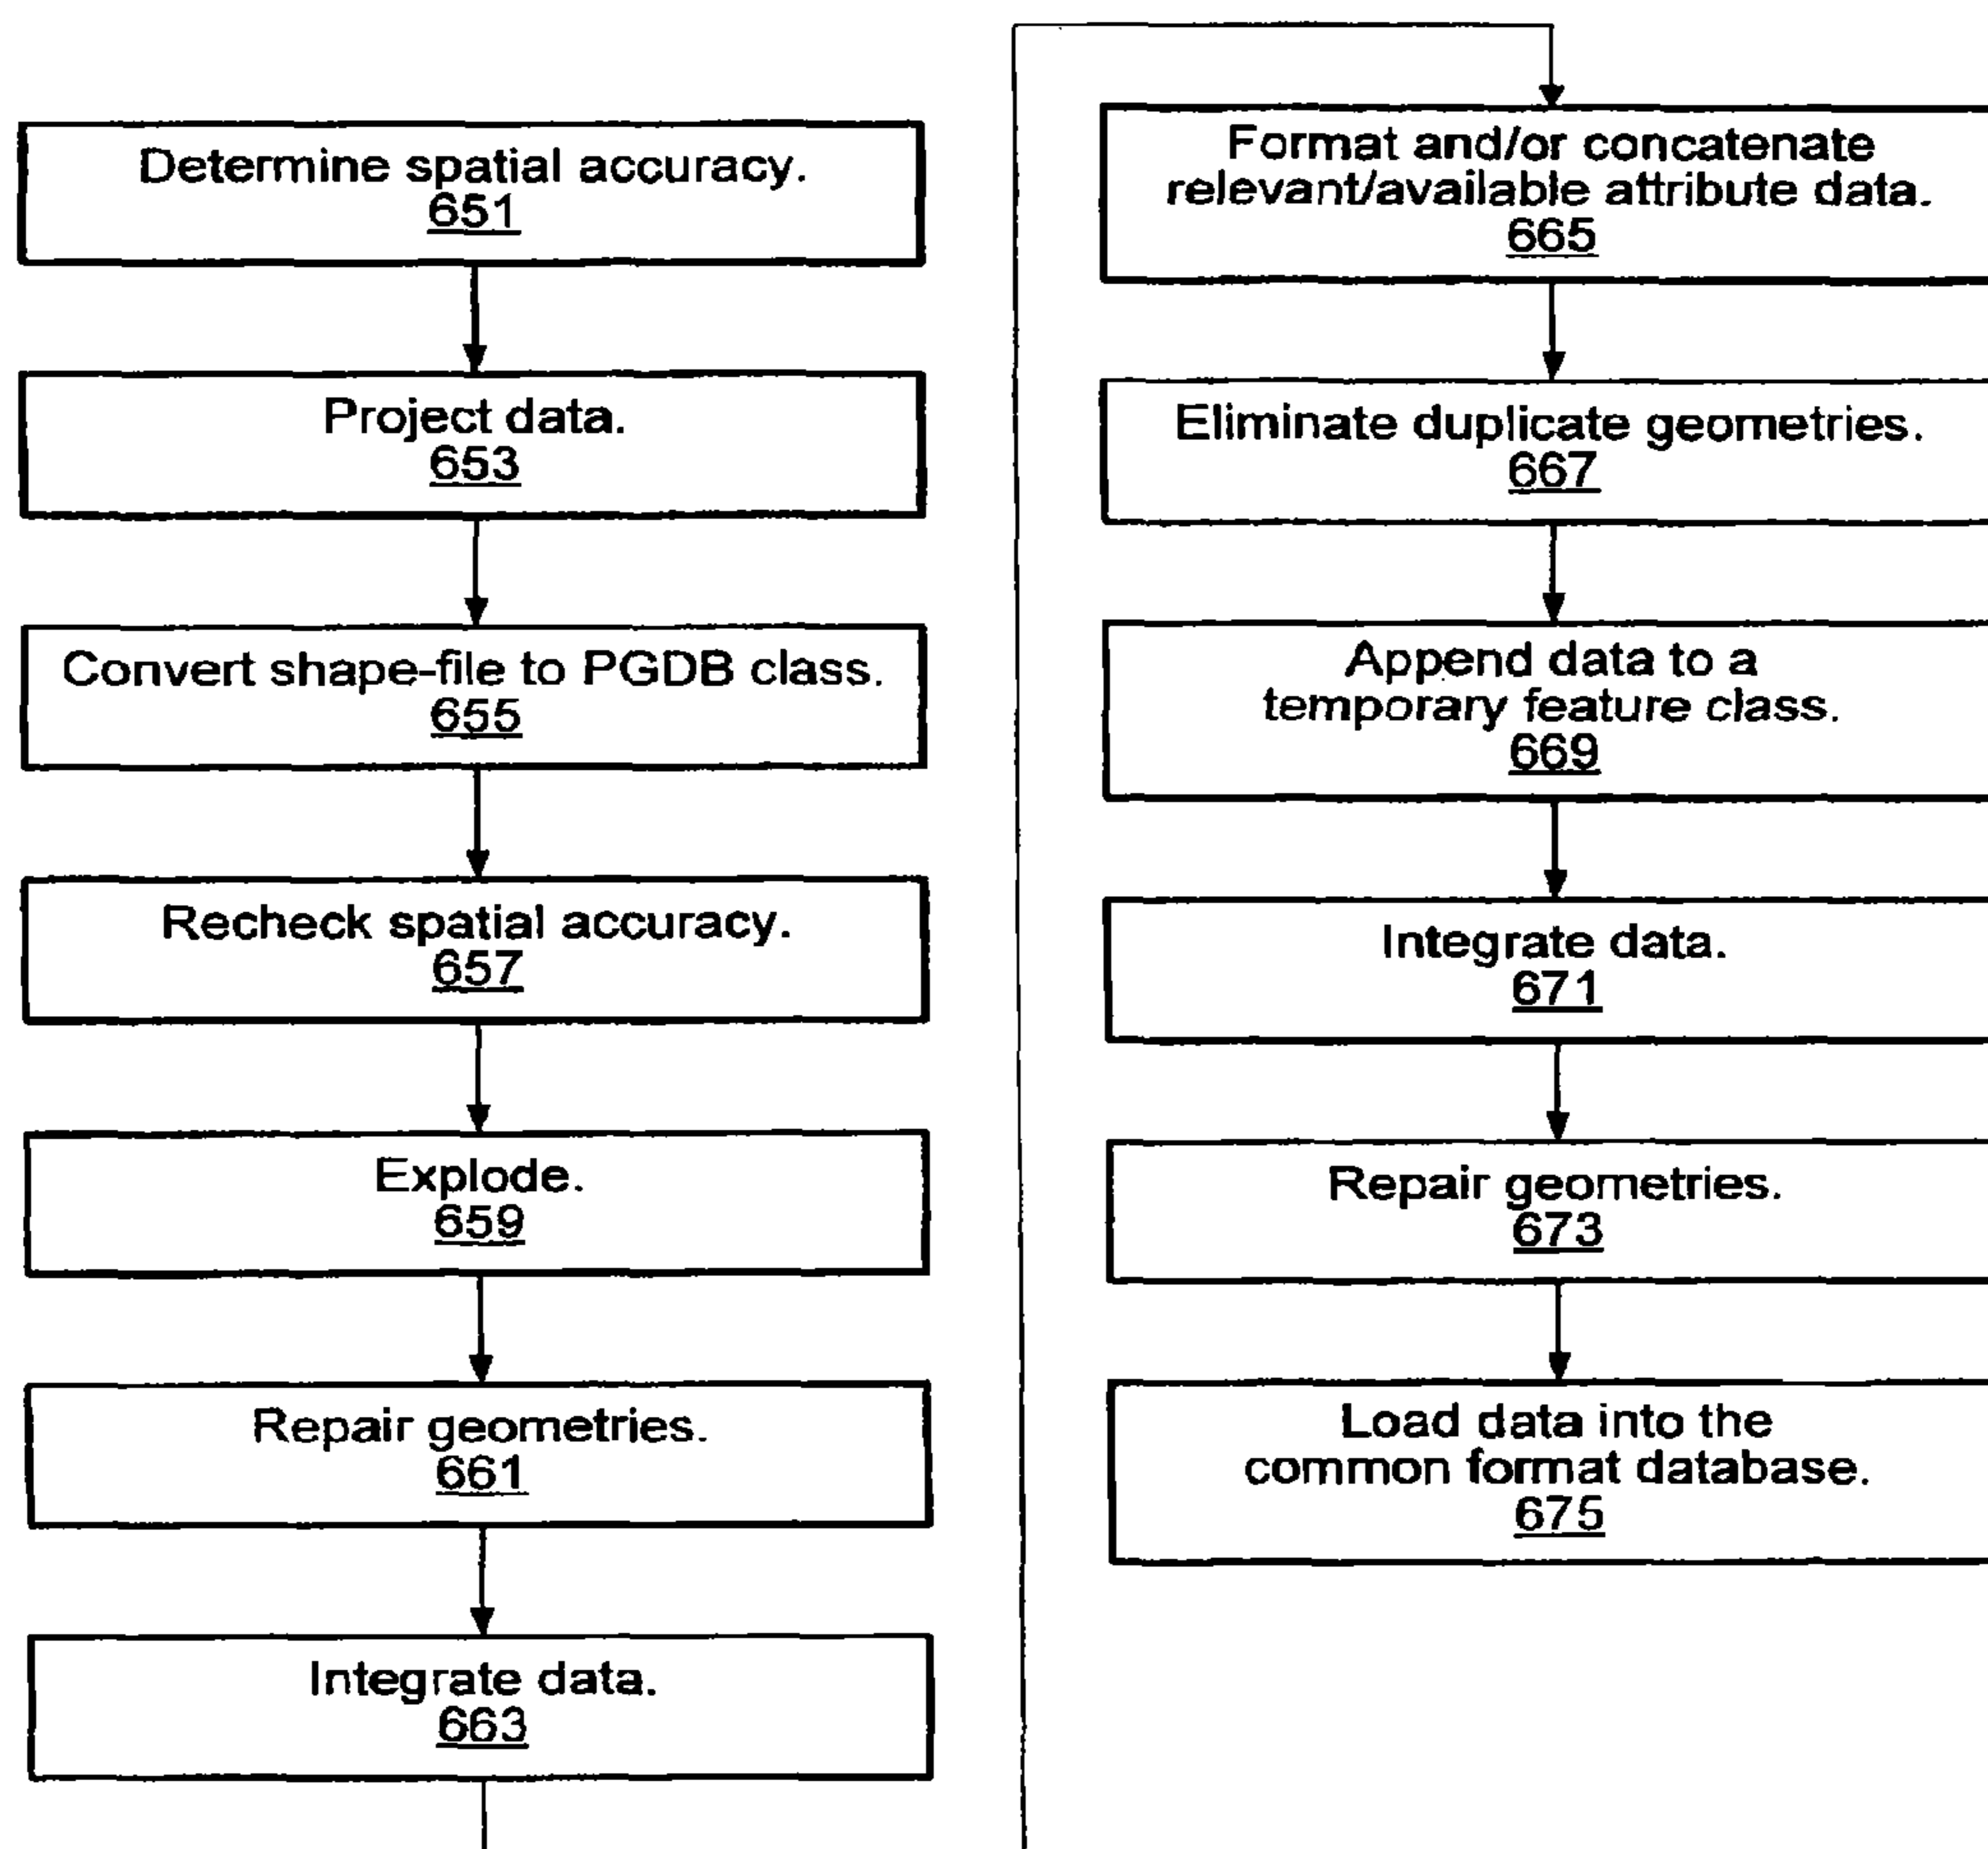 Determine spatial accuracy.
651
Project data.
653
Convert shape-file to PGDB class.
655
Recheck spatial accuracy.
657
Explode.
659
Repair geometries.
661
Integrate data.
663
Format and/or concatenate
relevant/available attribute data.
665
Eliminate duplicate geometries.
667
Append data to a
temporary feature class.
669
Integrate data.
671
Repair geometries.
673
Load data into the
common format database.
675